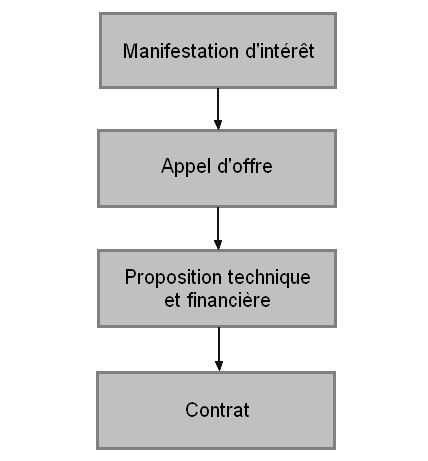 Manifestation d'intérêt
Appel d'offre
Proposition technique
et financière
Contrat